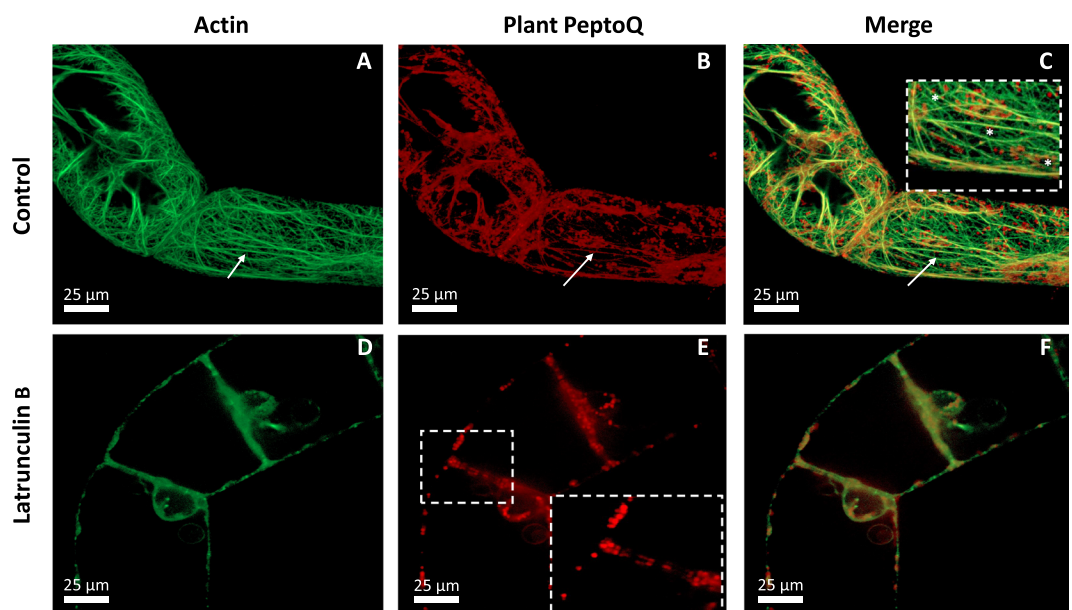 Actin Plant PeptoQ Merge
Control
A B C
* * *
25 µm 25 µm 25 µm
Latrunculin B
D E F
25 µm 25 µm 25 µm